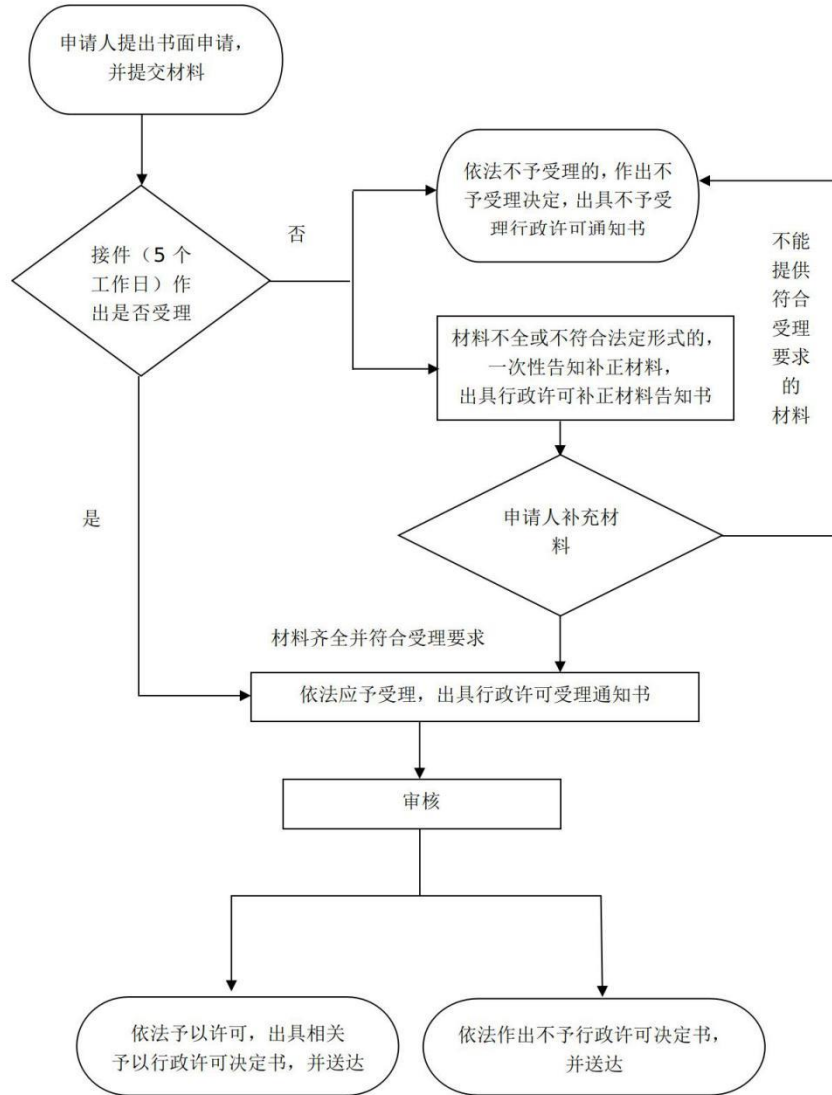 申请人提出书面申请，
并提交材料
依法不予受理的，作出不
予受理决定，出具不予受
理行政许可通知书
否
接件（5 个
工作日）作
出是否受理
不能
提供
符合
受理
要求
的
材料
材料不全或不符合法定形式的，
一次性告知补正材料，
出具行政许可补正材料告知书
是
申请人补充材
料
材料齐全并符合受理要求
依法应予受理，出具行政许可受理通知书
审核
依法予以许可，出具相关
予以行政许可决定书，并送达
依法作出不予行政许可决定书，
并送达